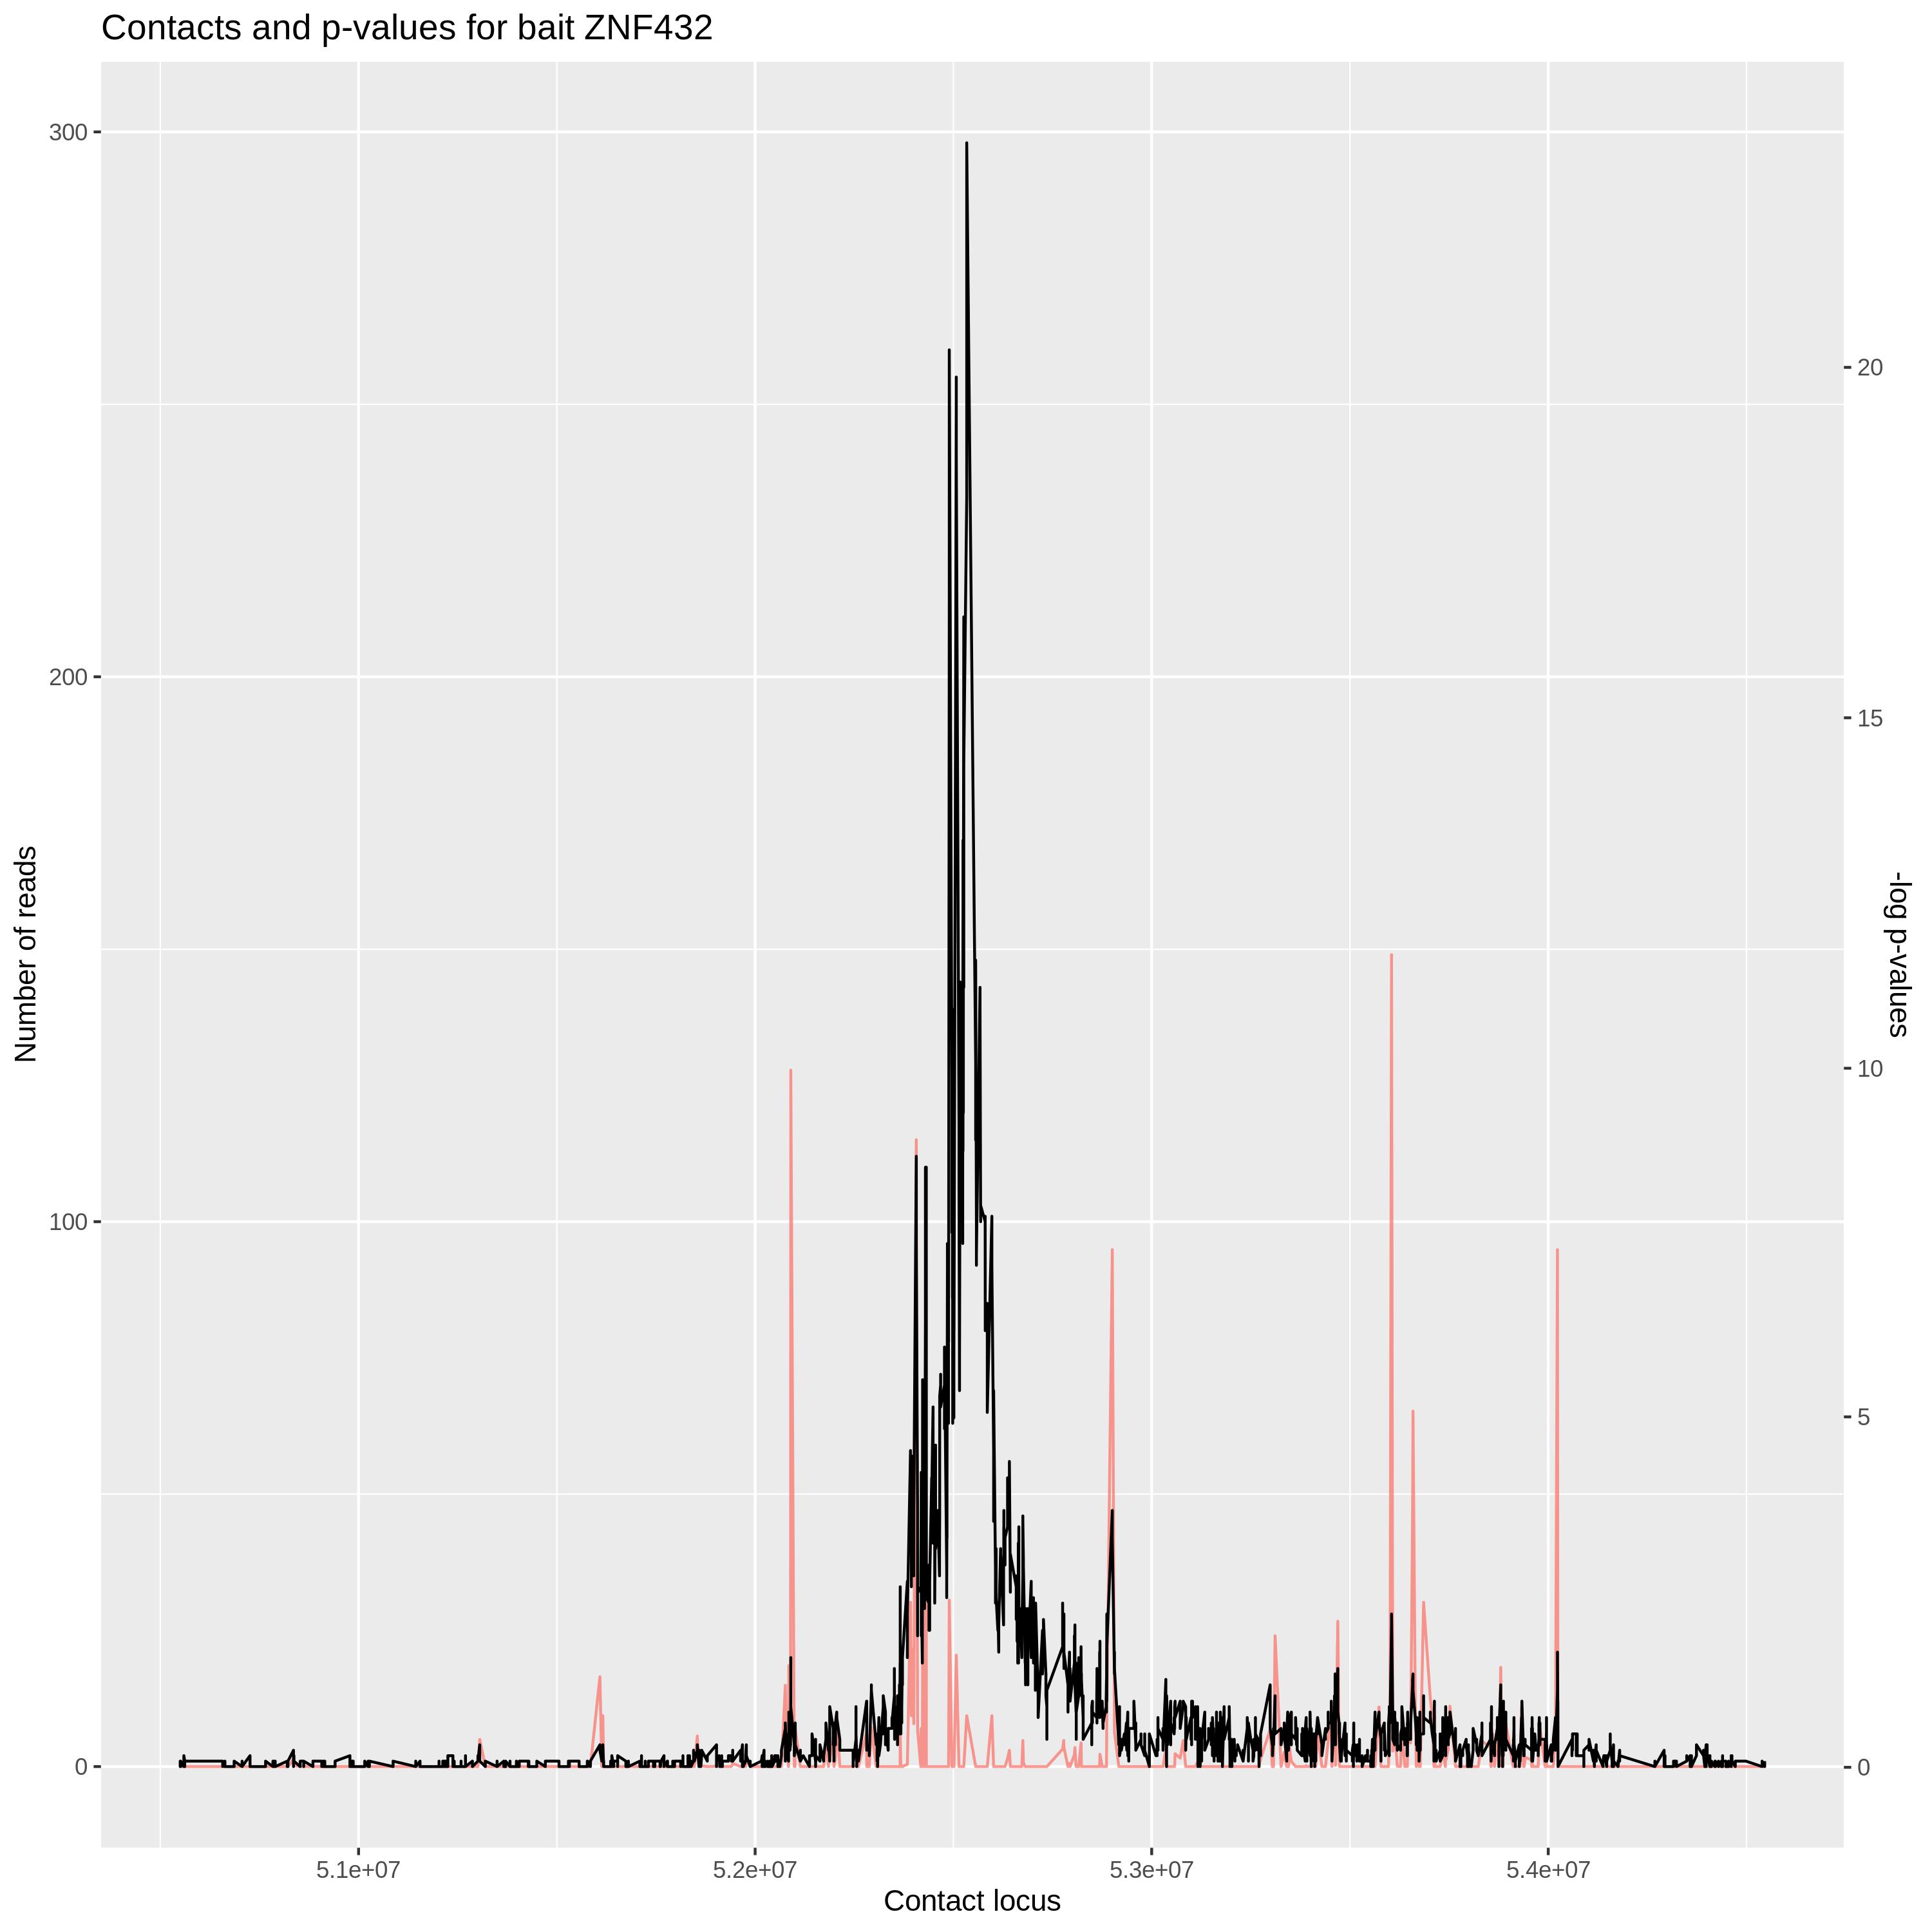 Contacts and p-values for bait ZNF432
300
200
100
0
Number of reads
20
15
10
5
0
-log p-values
5.1e+07 5.2e+07 5.3e+07 5.4e+07
Contact locus